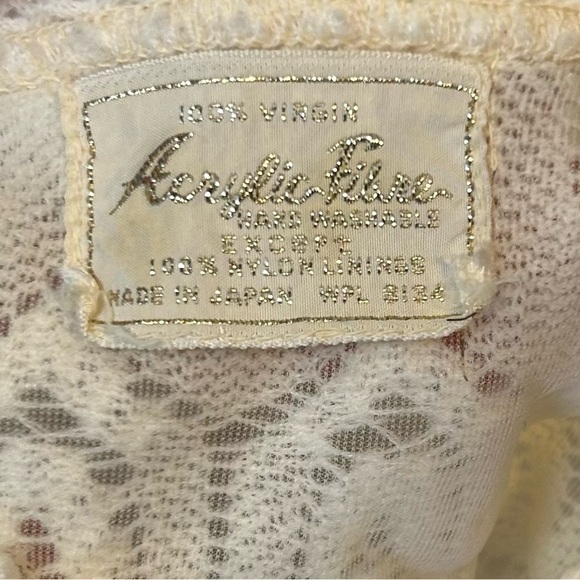 100% VIRGIN
Acrylic Fibre
HAND WASHABLE
EXCEPT
100% NYLON LININGS
MADE IN JAPAN WPL 8134